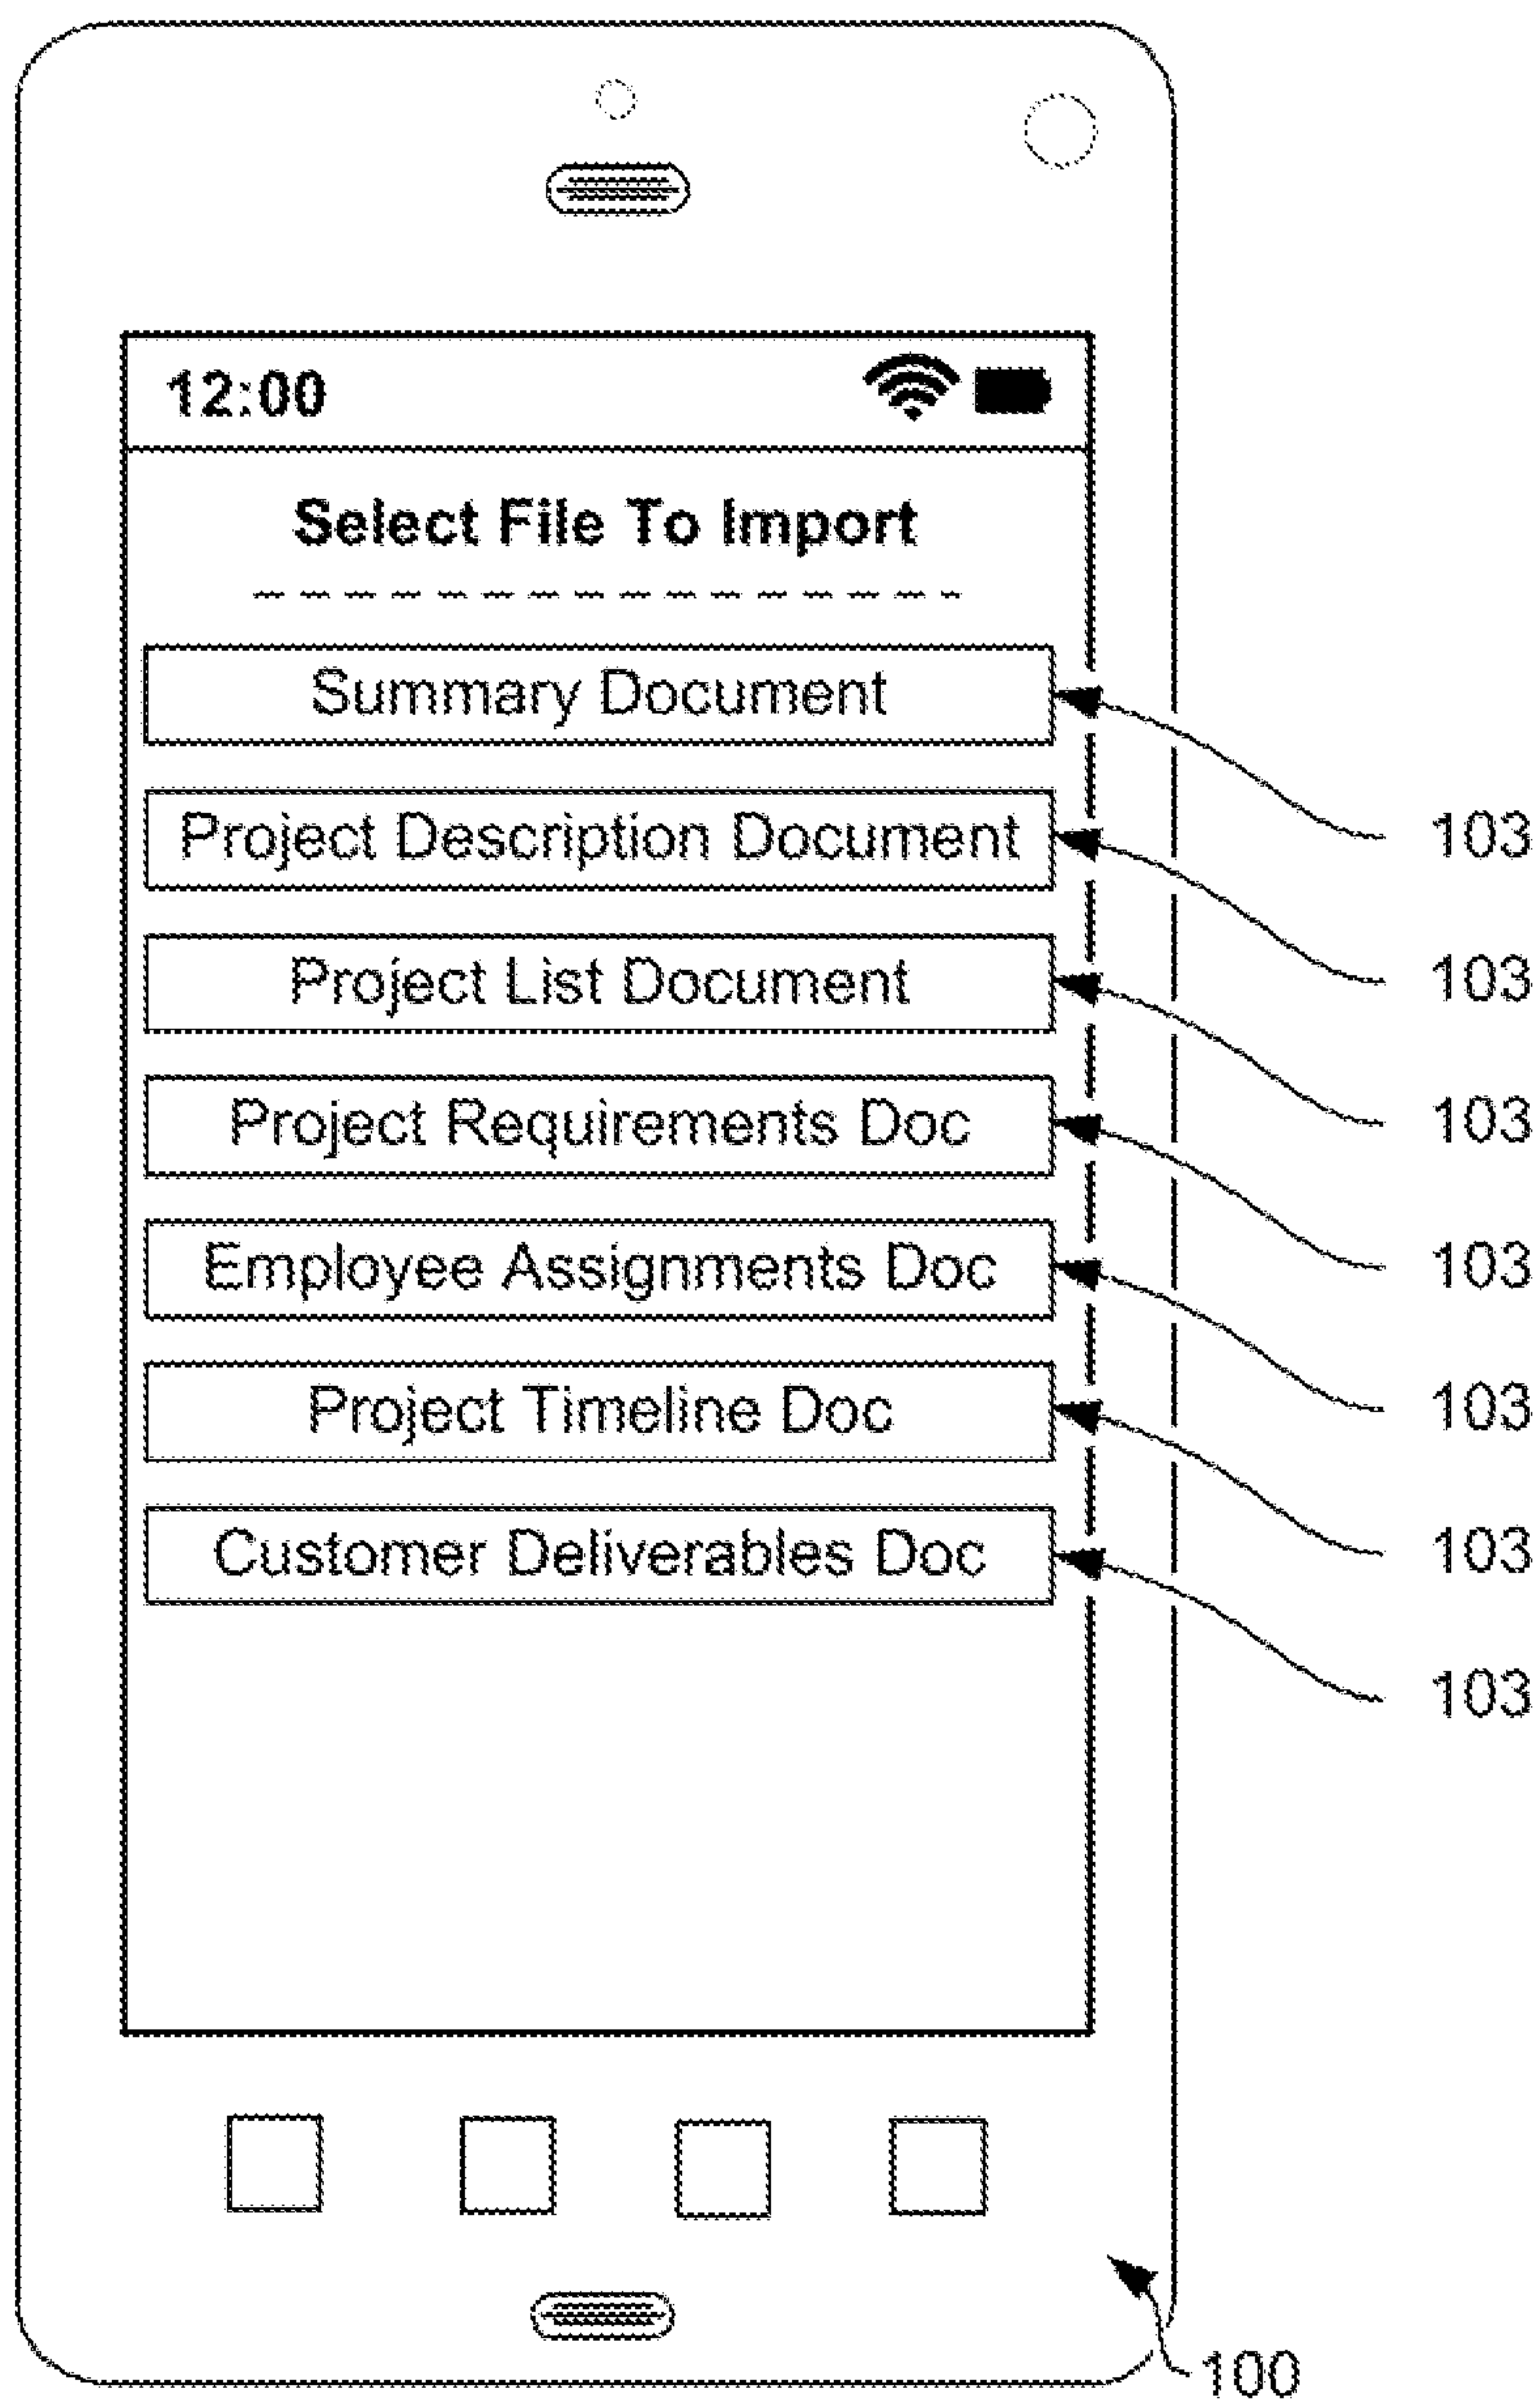 12:00
Select File To Import
Summary Document
Project Description Document
103
Project List Document
103
Project Requirements Doc
103
Employee Assignments Doc
103
Project Timeline Doc
103
Customer Deliverables Doc
103
103
100